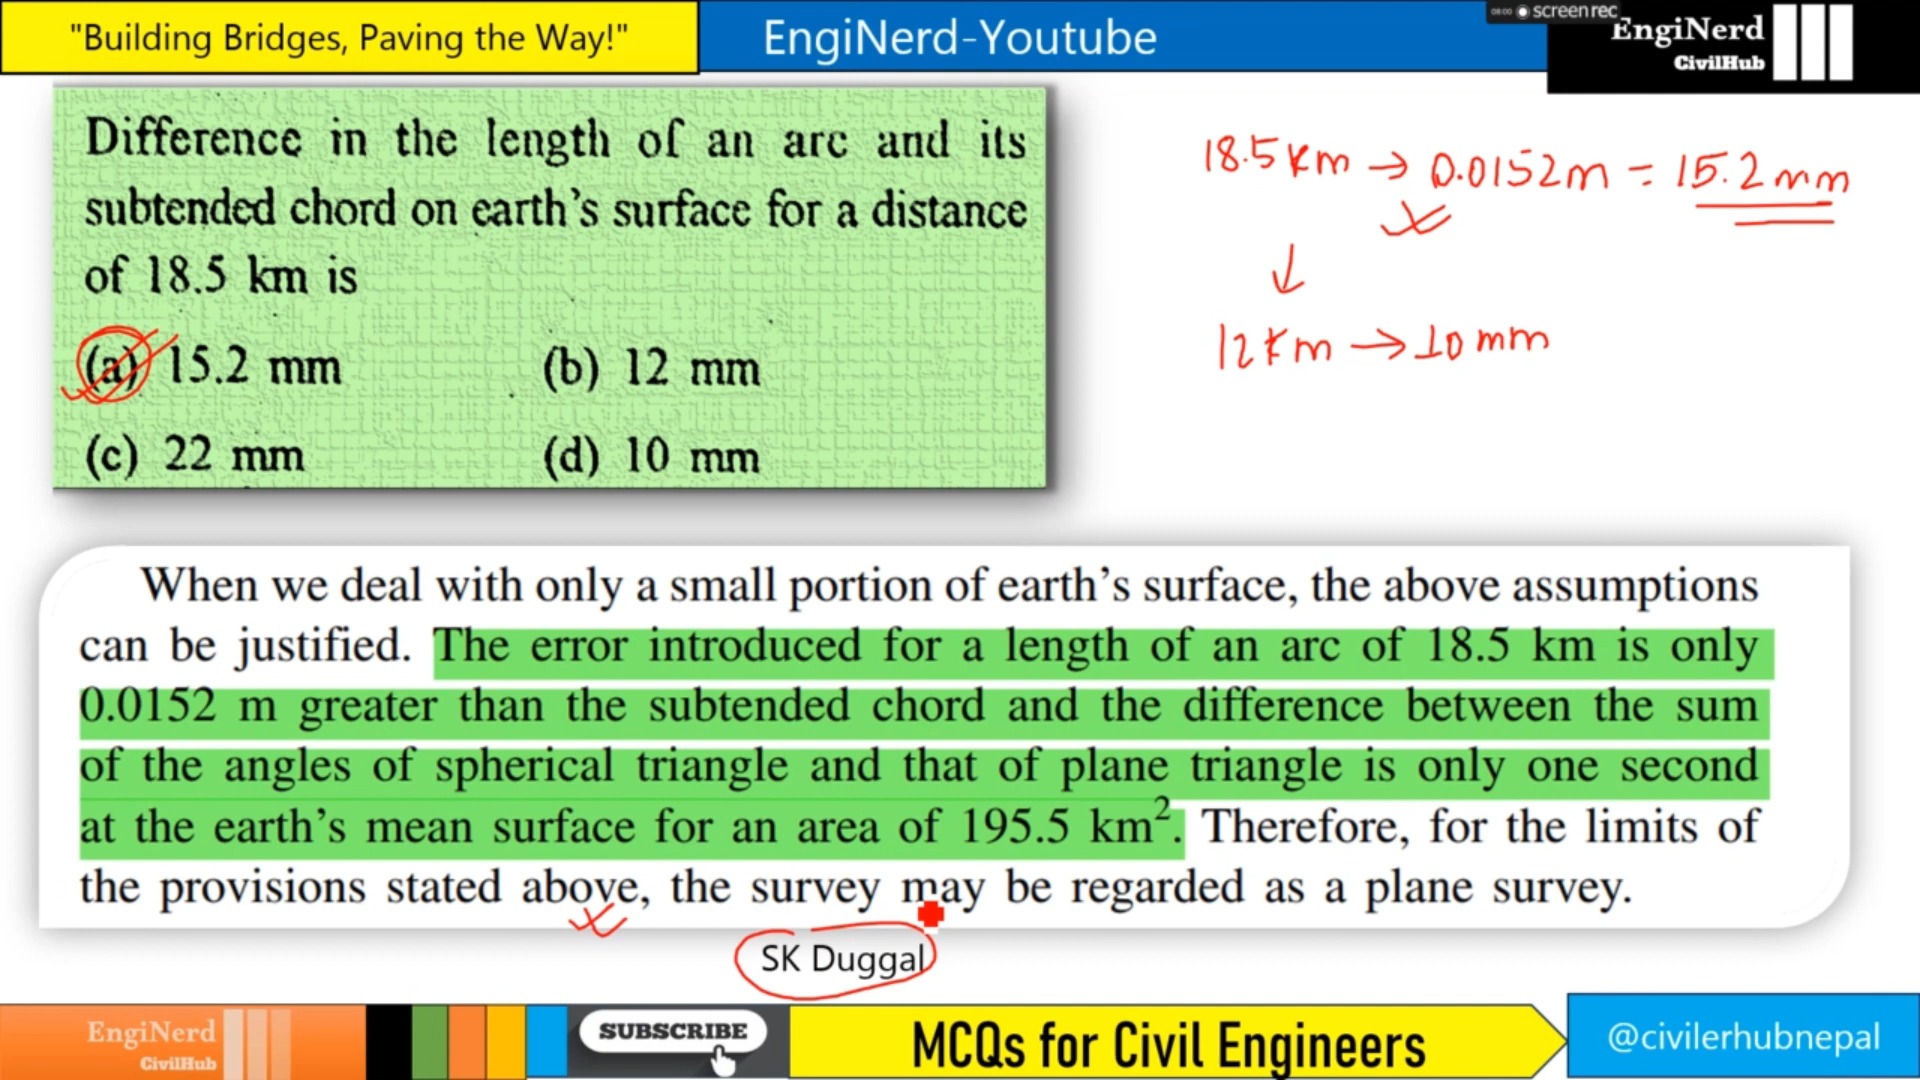 "Building Bridges, Paving the Way!"
EngiNerd-Youtube
08:00 screen rec
EngiNerd
CivilHub
Difference in the length of an arc and its
subtended chord on earth's surface for a distance
of 18.5 km is
(a) 15.2 mm (b) 12 mm
(c) 22 mm (d) 10 mm
18.5 Km → 0.0152m = 15.2 mm
↓
12 Km → 10 mm
When we deal with only a small portion of earth's surface, the above assumptions
can be justified. The error introduced for a length of an arc of 18.5 km is only
0.0152 m greater than the subtended chord and the difference between the sum
of the angles of spherical triangle and that of plane triangle is only one second
at the earth's mean surface for an area of 195.5 km². Therefore, for the limits of
the provisions stated above, the survey may be regarded as a plane survey.
SK Duggal
EngiNerd
CivilHub
SUBSCRIBE
MCQs for Civil Engineers
@civilerhubnepal